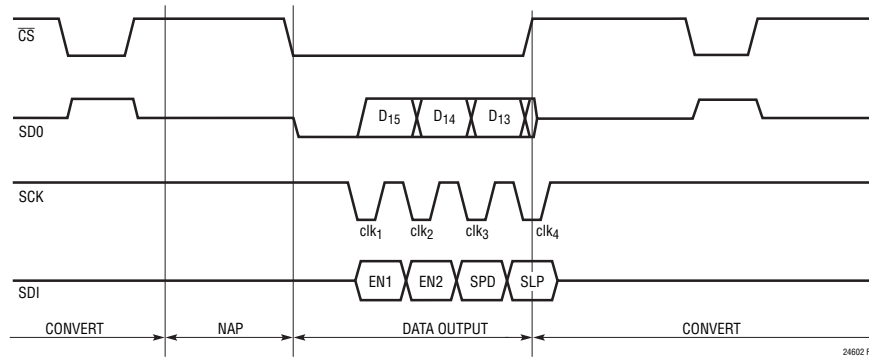 CS
SD0
D15 D14 D13
SCK
clk1 clk2 clk3 clk4
SDI
EN1 EN2 SPD SLP
CONVERT NAP DATA OUTPUT CONVERT
24602 F